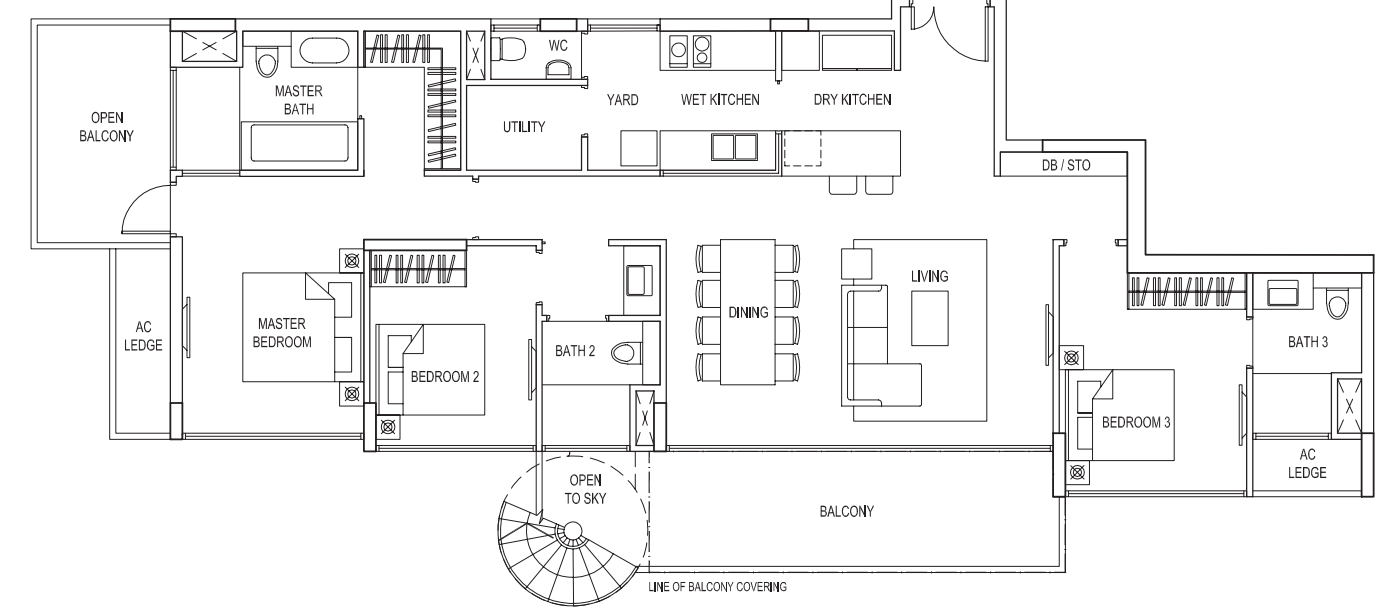 WC
OPEN
BALCONY
MASTER
BATH
YARD
WET KITCHEN
DRY KITCHEN
UTILITY
DB / STO
LIVING
AC
LEDGE
MASTER
BEDROOM
DINING
BATH 2
BATH 3
BEDROOM 2
BEDROOM 3
AC
LEDGE
OPEN
TO SKY
BALCONY
LINE OF BALCONY COVERING